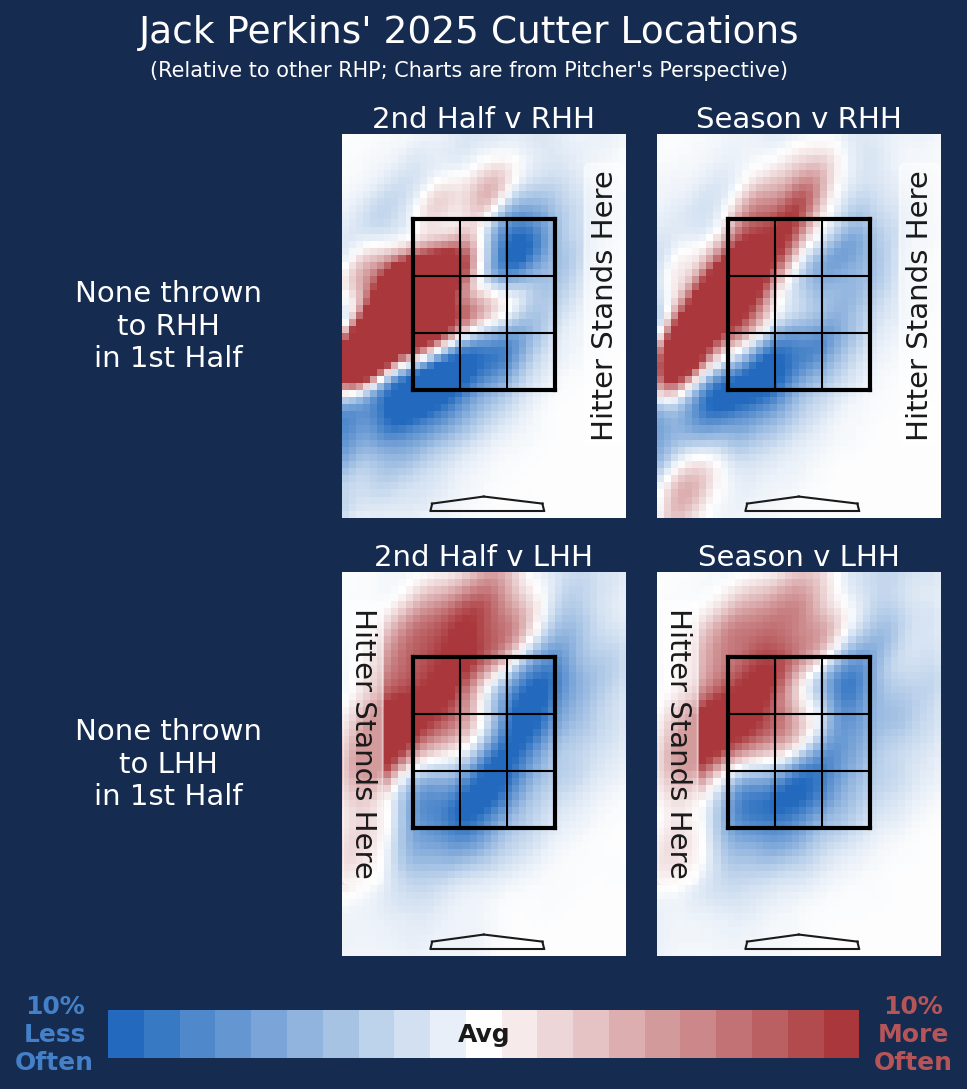 Jack Perkins' 2025 Cutter Locations
(Relative to other RHP; Charts are from Pitcher's Perspective)
2nd Half v RHH
Season v RHH
None thrown
to RHH
in 1st Half
Hitter Stands Here
Hitter Stands Here
2nd Half v LHH
Season v LHH
None thrown
to LHH
in 1st Half
Hitter Stands Here
Hitter Stands Here
10%
Less
Often
Avg
10%
More
Often